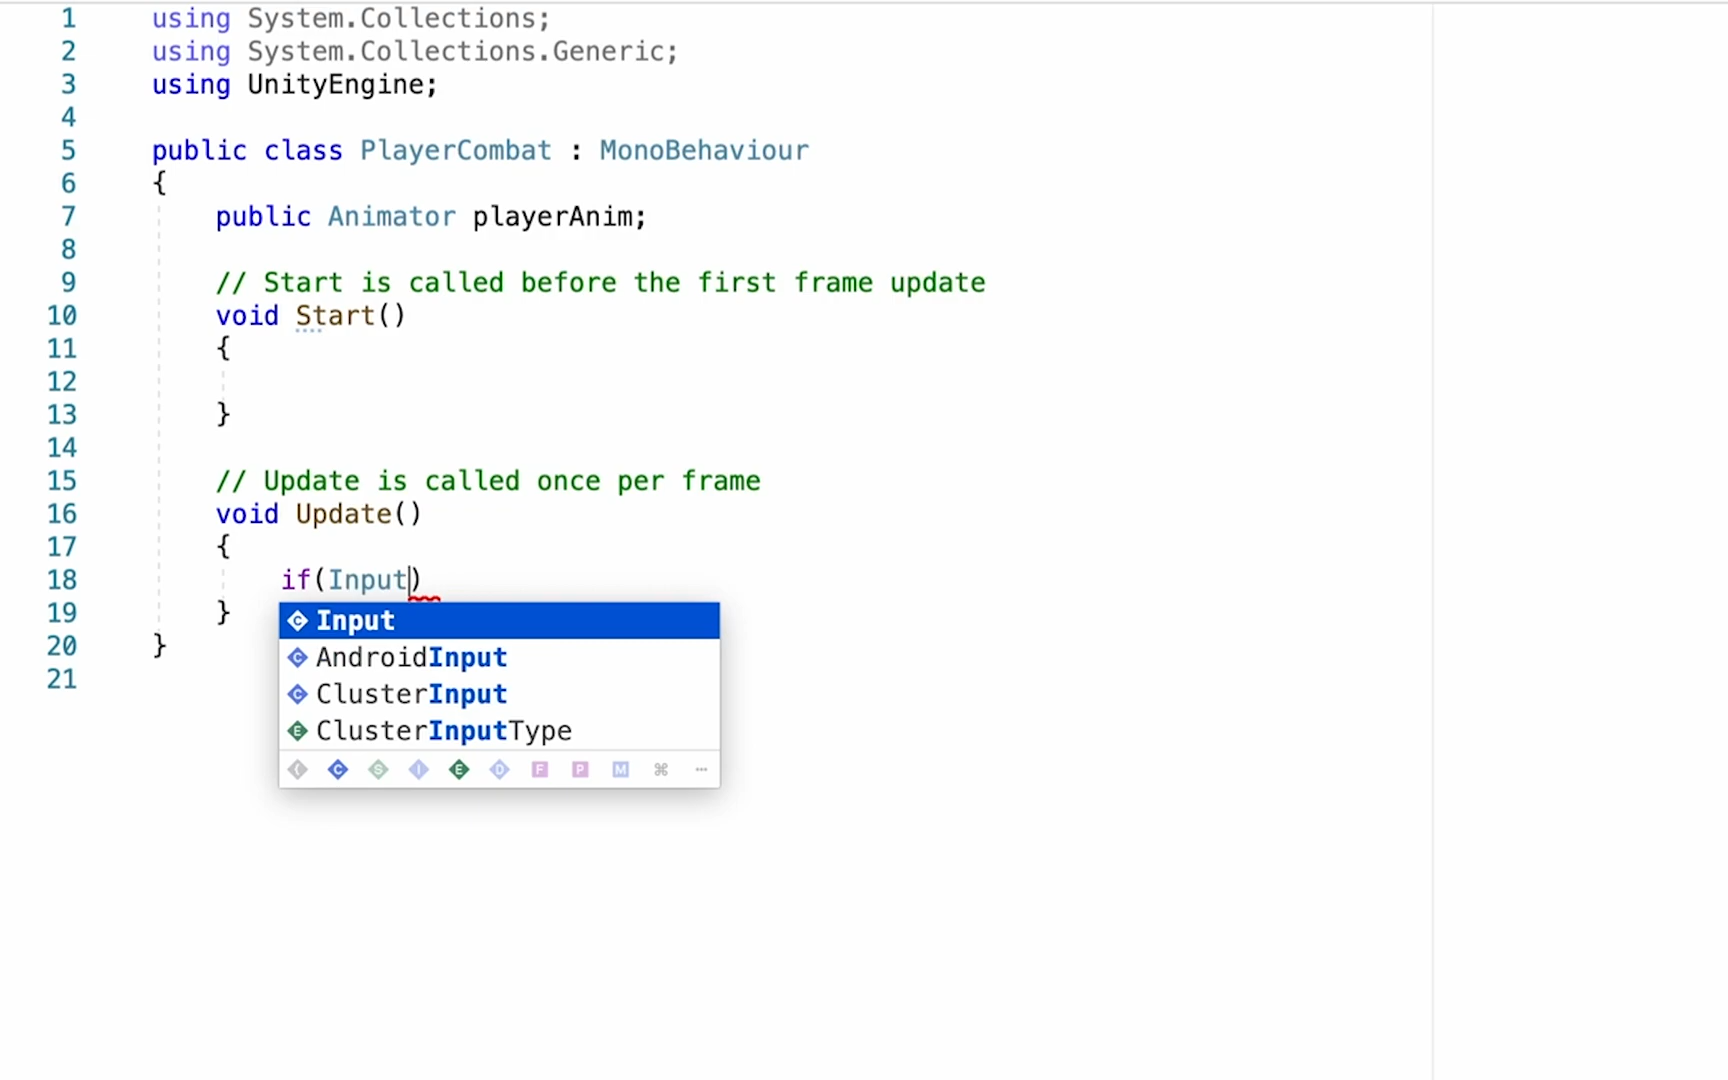 1 using System.Collections;
2 using System.Collections.Generic;
3 using UnityEngine;
4
5 public class PlayerCombat : MonoBehaviour
6 {
7 public Animator playerAnim;
8
9 // Start is called before the first frame update
10 void Start()
11 {
12
13 }
14
15 // Update is called once per frame
16 void Update()
17 {
18 if(Input)
19 }
20 }
21
Input
AndroidInput
ClusterInput
ClusterInputType
{ C S I E D F P M ⌘ ···